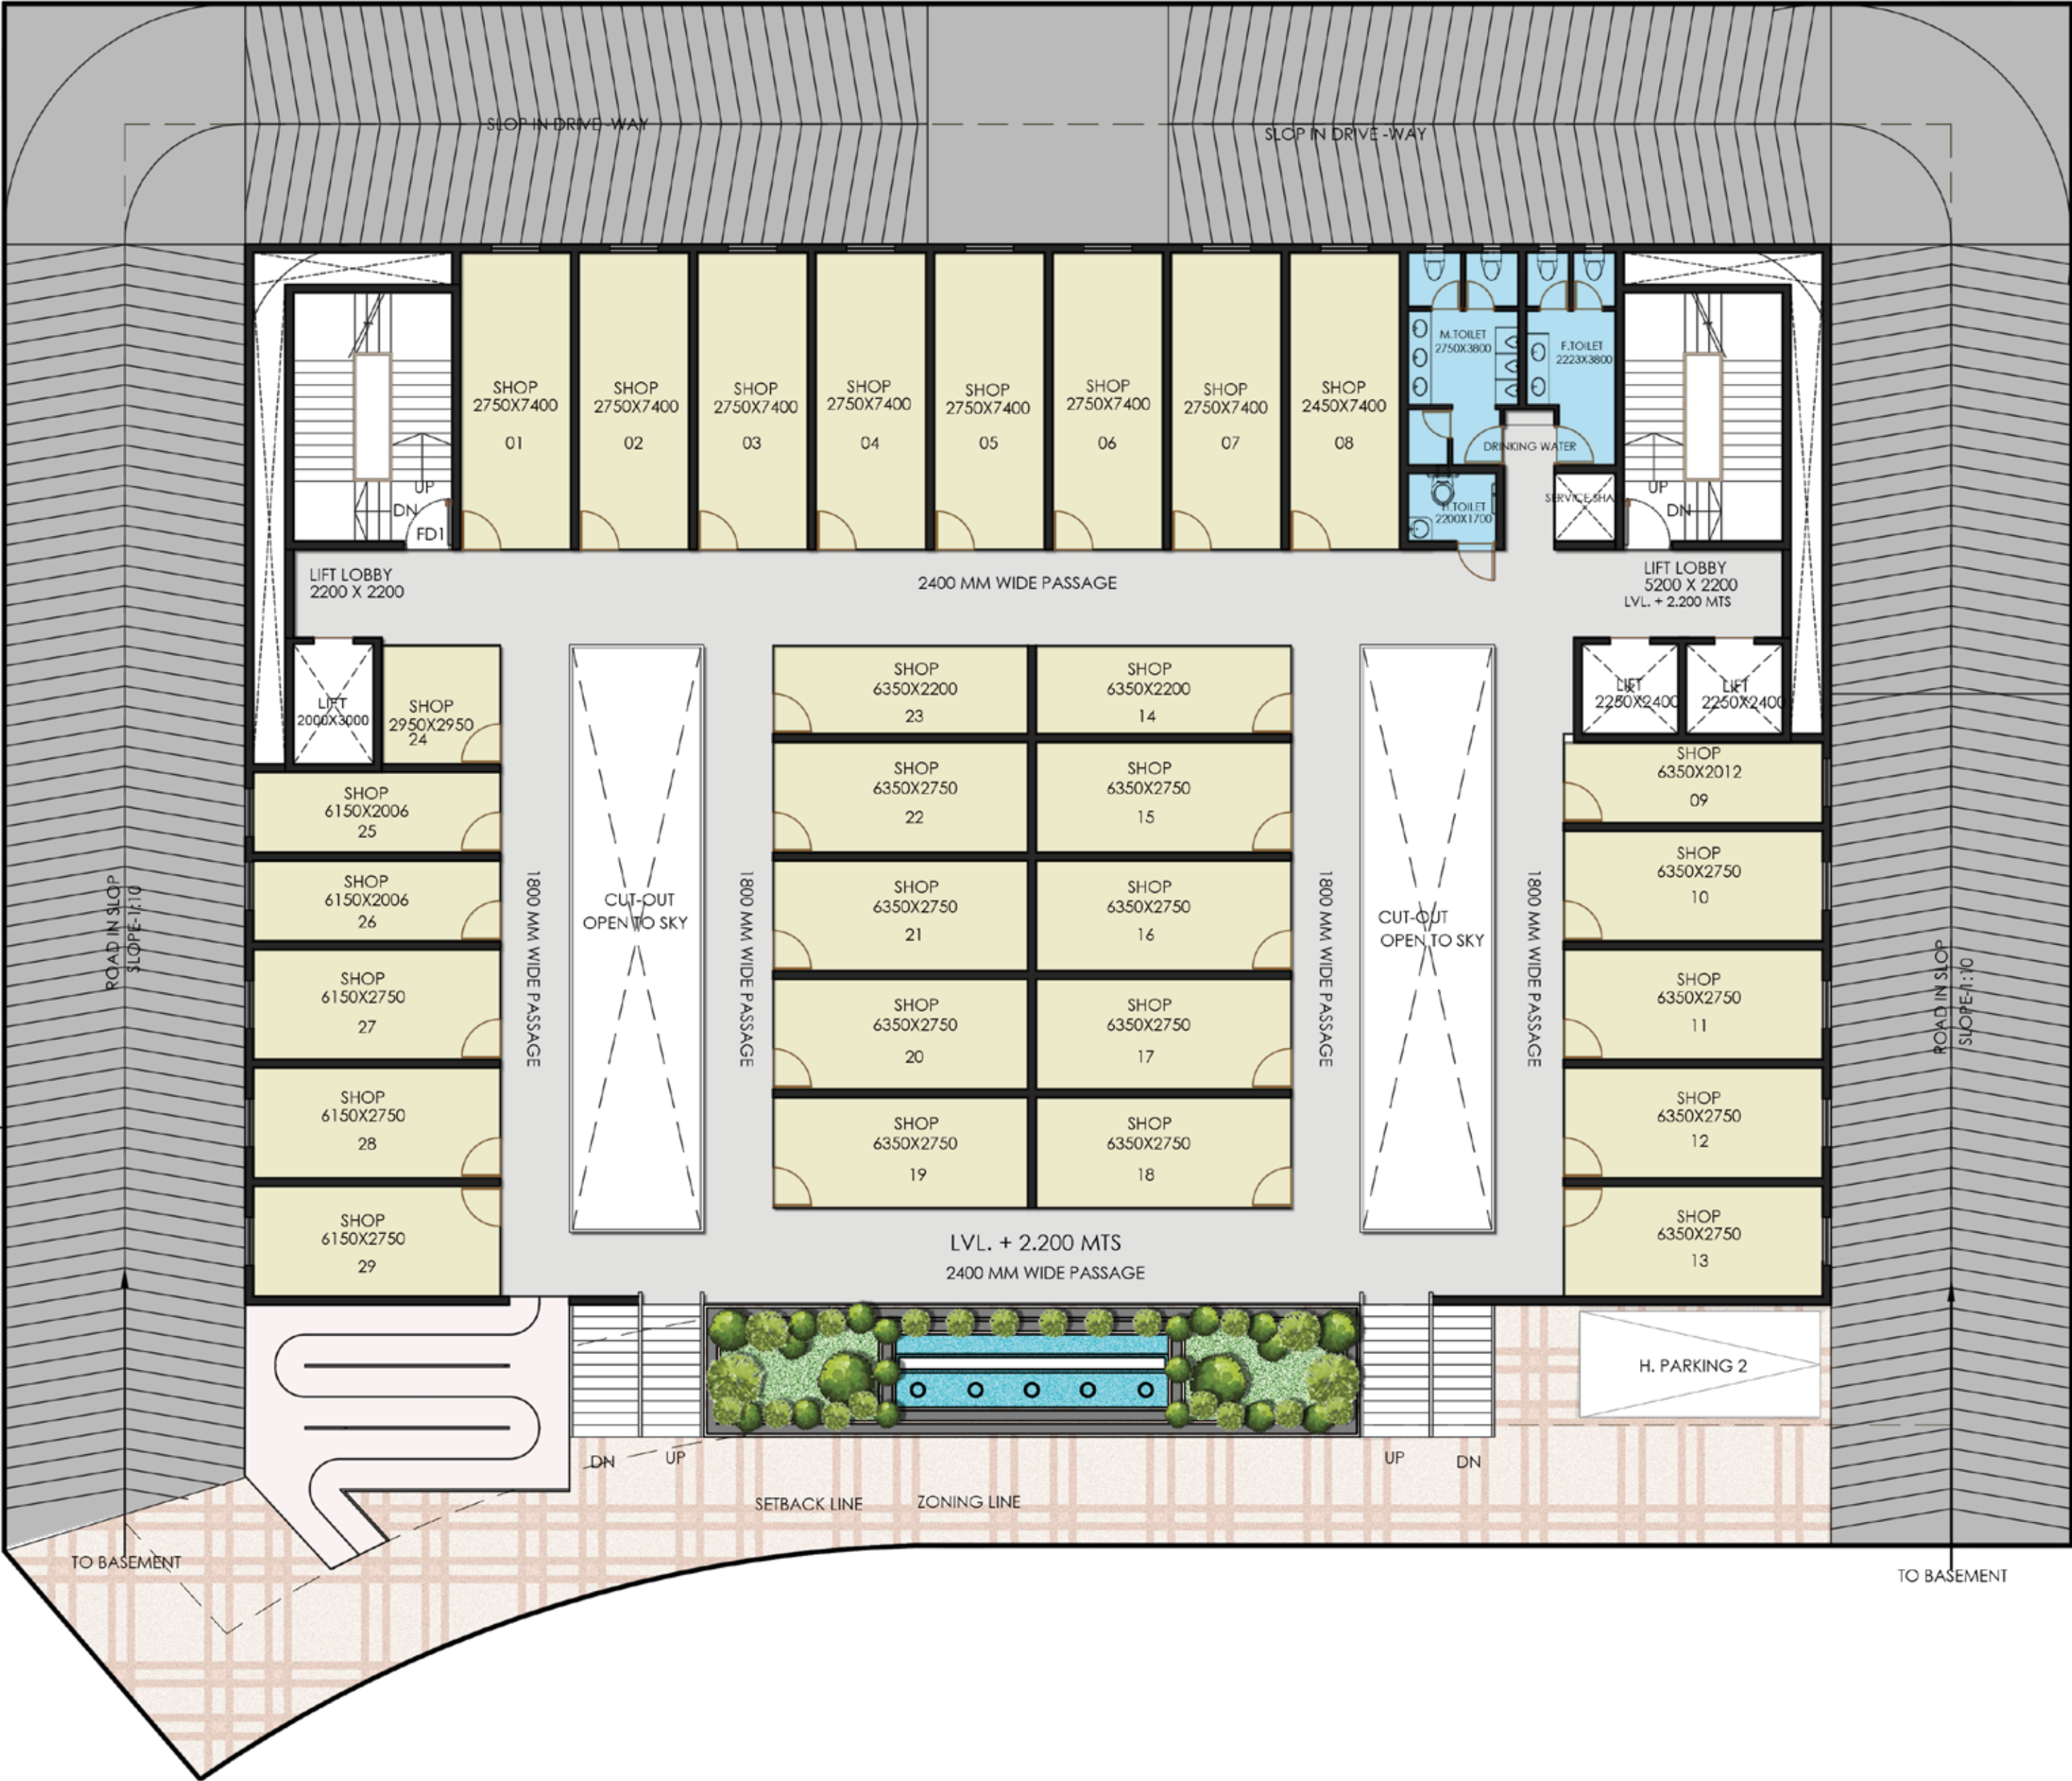 SLOP IN DRIVE -WAY
SLOP IN DRIVE -WAY
SHOP
2750X7400
01
SHOP
2750X7400
02
SHOP
2750X7400
03
SHOP
2750X7400
04
SHOP
2750X7400
05
SHOP
2750X7400
06
SHOP
2750X7400
07
SHOP
2450X7400
08
M.TOILET
2750X3800
F.TOILET
2223X3800
DRINKING WATER
2200X1700
UP
DN
FD1
UP
DN
LIFT LOBBY
2200 X 2200
2400 MM WIDE PASSAGE
LIFT LOBBY
5200 X 2200
LVL. + 2.200 MTS
LIFT
2000X3000
SHOP
2950X2950
24
SHOP
6350X2200
23
SHOP
6350X2200
14
LIFT
2250X2400
LIFT
2250X2400
SHOP
6150X2006
25
SHOP
6350X2750
22
SHOP
6350X2750
15
SHOP
6350X2012
09
SHOP
6150X2006
26
SHOP
6350X2750
21
SHOP
6350X2750
16
SHOP
6350X2750
10
ROAD IN SLOP
SLOPE-1:10
1800 MM WIDE PASSAGE
CUT-OUT
OPEN TO SKY
1800 MM WIDE PASSAGE
1800 MM WIDE PASSAGE
CUT-OUT
OPEN TO SKY
1800 MM WIDE PASSAGE
ROAD IN SLOP
SLOPE-1:10
SHOP
6150X2750
27
SHOP
6350X2750
20
SHOP
6350X2750
17
SHOP
6350X2750
11
SHOP
6150X2750
28
SHOP
6350X2750
19
SHOP
6350X2750
18
SHOP
6350X2750
12
SHOP
6150X2750
29
SHOP
6350X2750
13
LVL. + 2.200 MTS
2400 MM WIDE PASSAGE
H. PARKING 2
DN
UP
UP
DN
SETBACK LINE
ZONING LINE
TO BASEMENT
TO BASEMENT